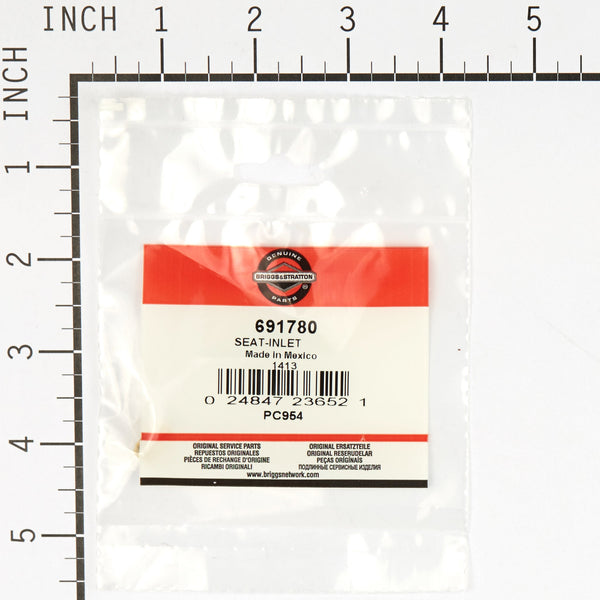 INCH 1 2 3 4 5
INCH
1
2
3
4
5
GENUINE
BRIGGS&STRATTON
®
PARTS
691780
SEAT-INLET
Made in Mexico
1413
0 24847 23652 1
PC954
ORIGINAL SERVICE PARTS ORIGINAL ERSATZTEILE
REPUESTOS ORIGINALES ORIGINAL RESERUDELAR
PIÈCES DE RECHANGE D'ORIGINE PEÇAS ORIGINAIS
RICAMBI ORIGINALI ПОДЛИННЫЕ СЕРВИСНЫЕ ИЗДЕЛИЯ
www.briggsnetwork.com